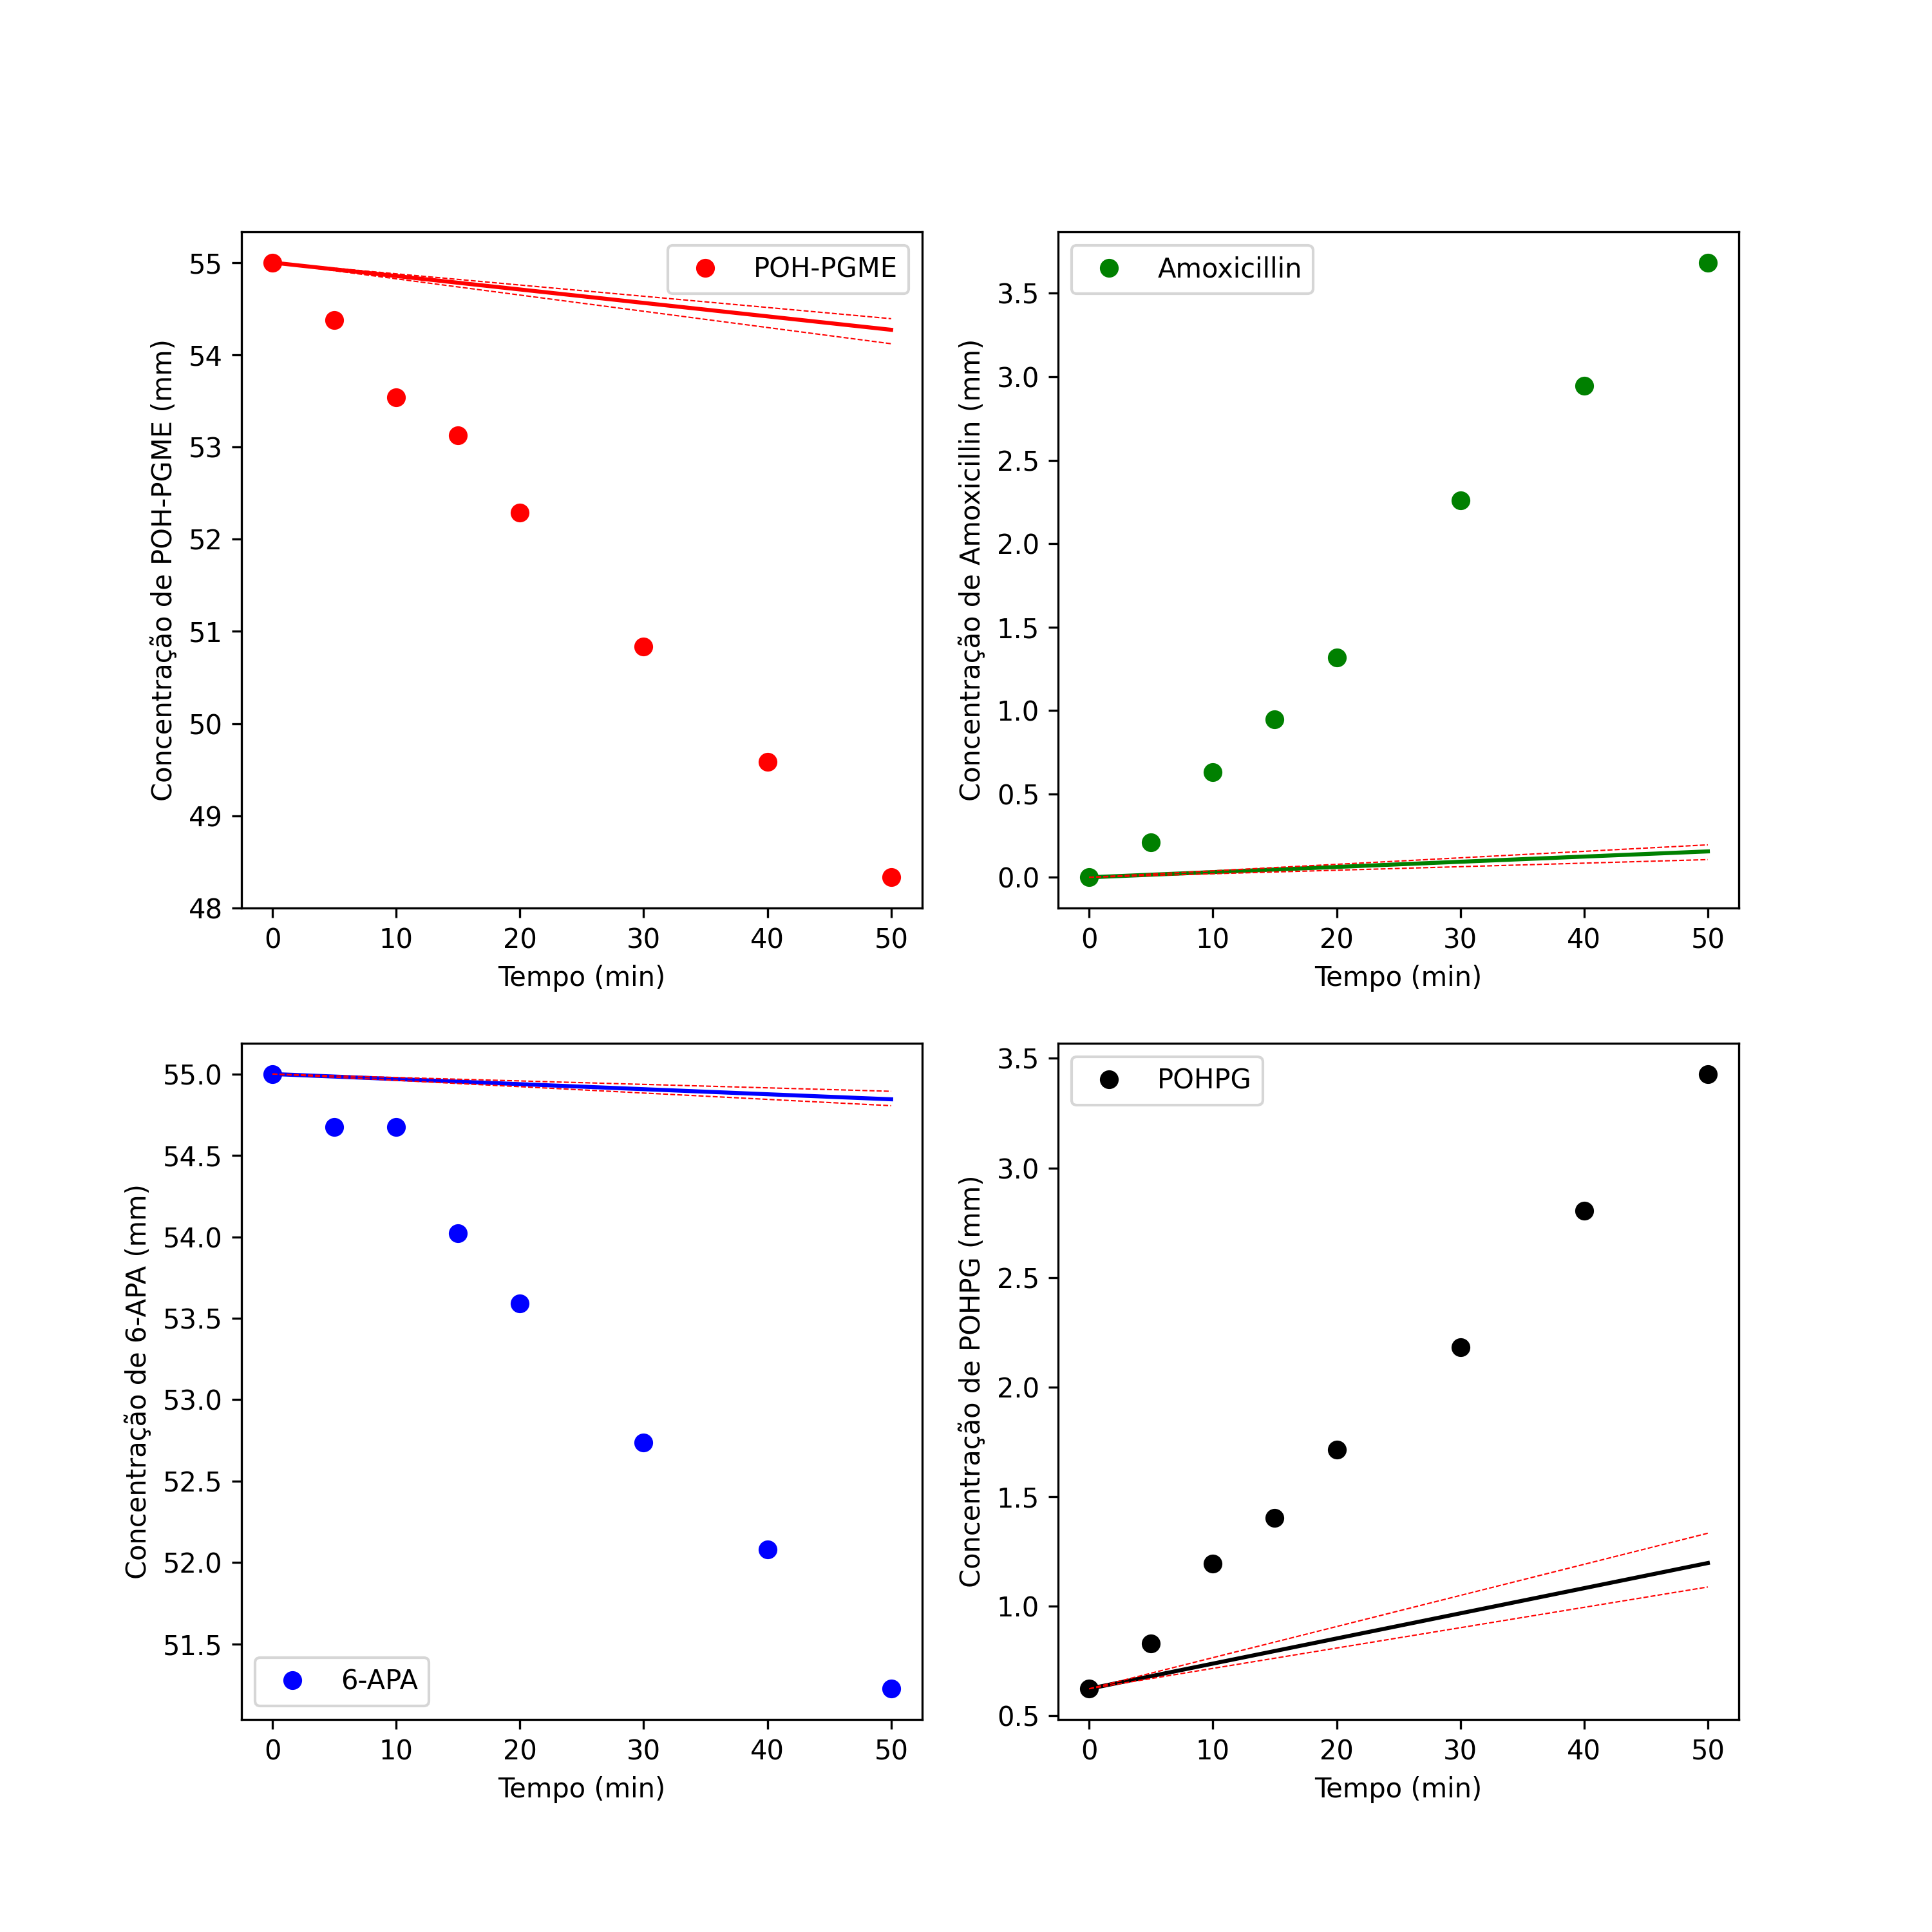 POH-PGME
Concentração de POH-PGME (mm)
55
54
53
52
51
50
49
48
0 10 20 30 40 50
Tempo (min)
Amoxicillin
Concentração de Amoxicillin (mm)
3.5
3.0
2.5
2.0
1.5
1.0
0.5
0.0
0 10 20 30 40 50
Tempo (min)
6-APA
Concentração de 6-APA (mm)
55.0
54.5
54.0
53.5
53.0
52.5
52.0
51.5
0 10 20 30 40 50
Tempo (min)
POHPG
Concentração de POHPG (mm)
3.5
3.0
2.5
2.0
1.5
1.0
0.5
0 10 20 30 40 50
Tempo (min)